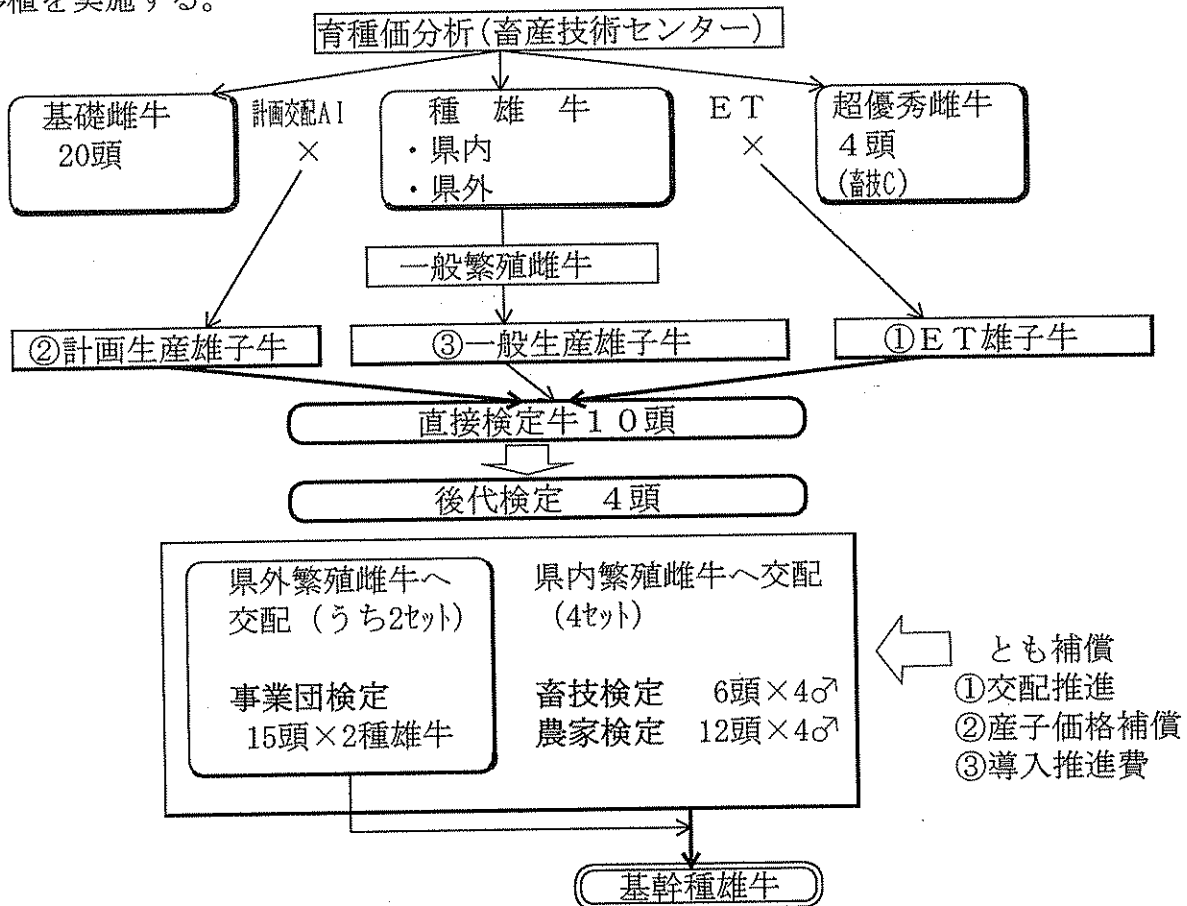 を実施する。
育種価分析(畜産技術センター)
基礎雌牛
20頭
計画交配AI
×
種 雄 牛
・県内
・県外
ET
×
超優秀雌牛
4頭
(畜技C)
一般繁殖雌牛
②計画生産雄子牛
③一般生産雄子牛
①ET雄子牛
直接検定牛10頭
後代検定 4頭
県外繁殖雌牛へ
交配(うち2セット)
事業団検定
15頭×2種雄牛
県内繁殖雌牛へ交配
(4セット)
畜技検定 6頭×4♂
農家検定 12頭×4♂
とも補償
①交配推進
②産子価格補償
③導入推進費
基幹種雄牛